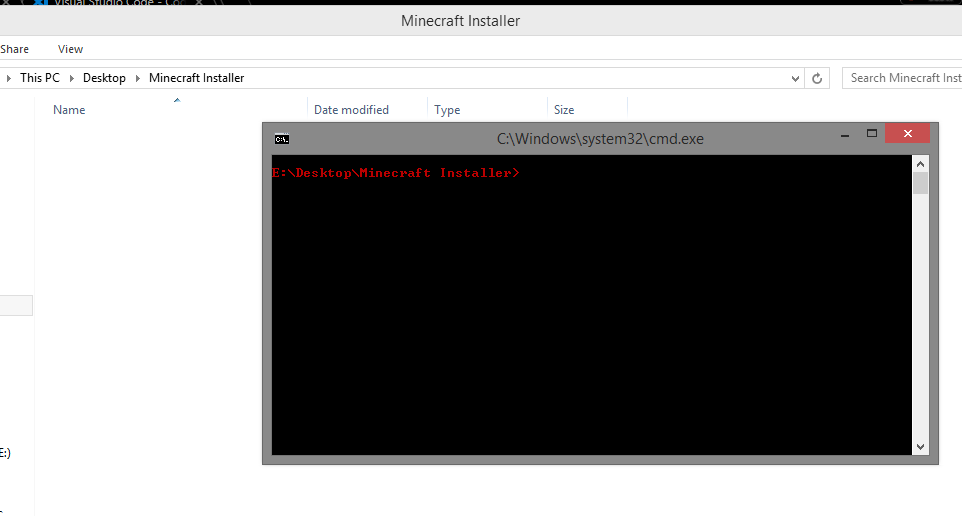 Visual Studio Code - Coc
Minecraft Installer
Share View
This PC Desktop Minecraft Installer
Search Minecraft Inst
Name Date modified Type Size
C:\Windows\system32\cmd.exe
E:\Desktop\Minecraft Installer>
E:)